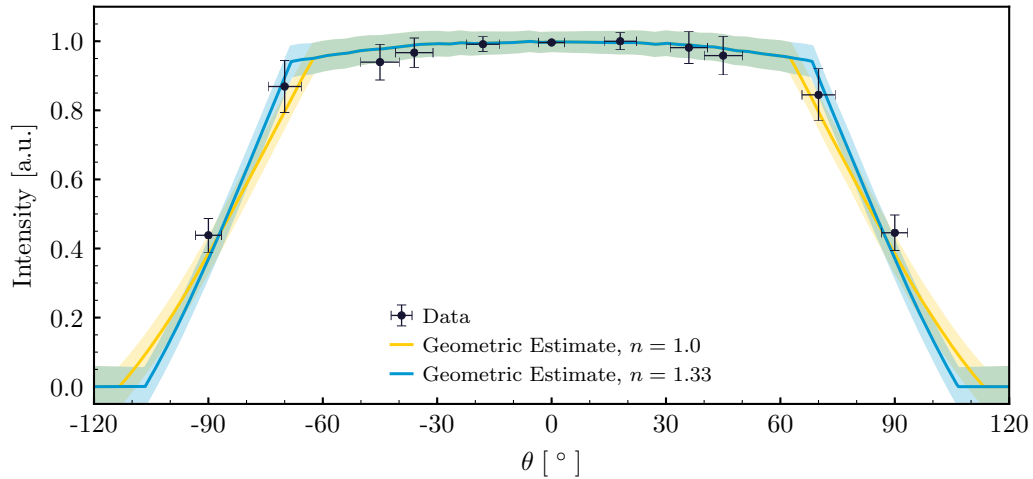 Intensity [a.u.]
1.0
0.8
0.6
0.4
0.2
0.0
Data
Geometric Estimate, n = 1.0
Geometric Estimate, n = 1.33
-120 -90 -60 -30 0 30 60 90 120
θ [ ° ]